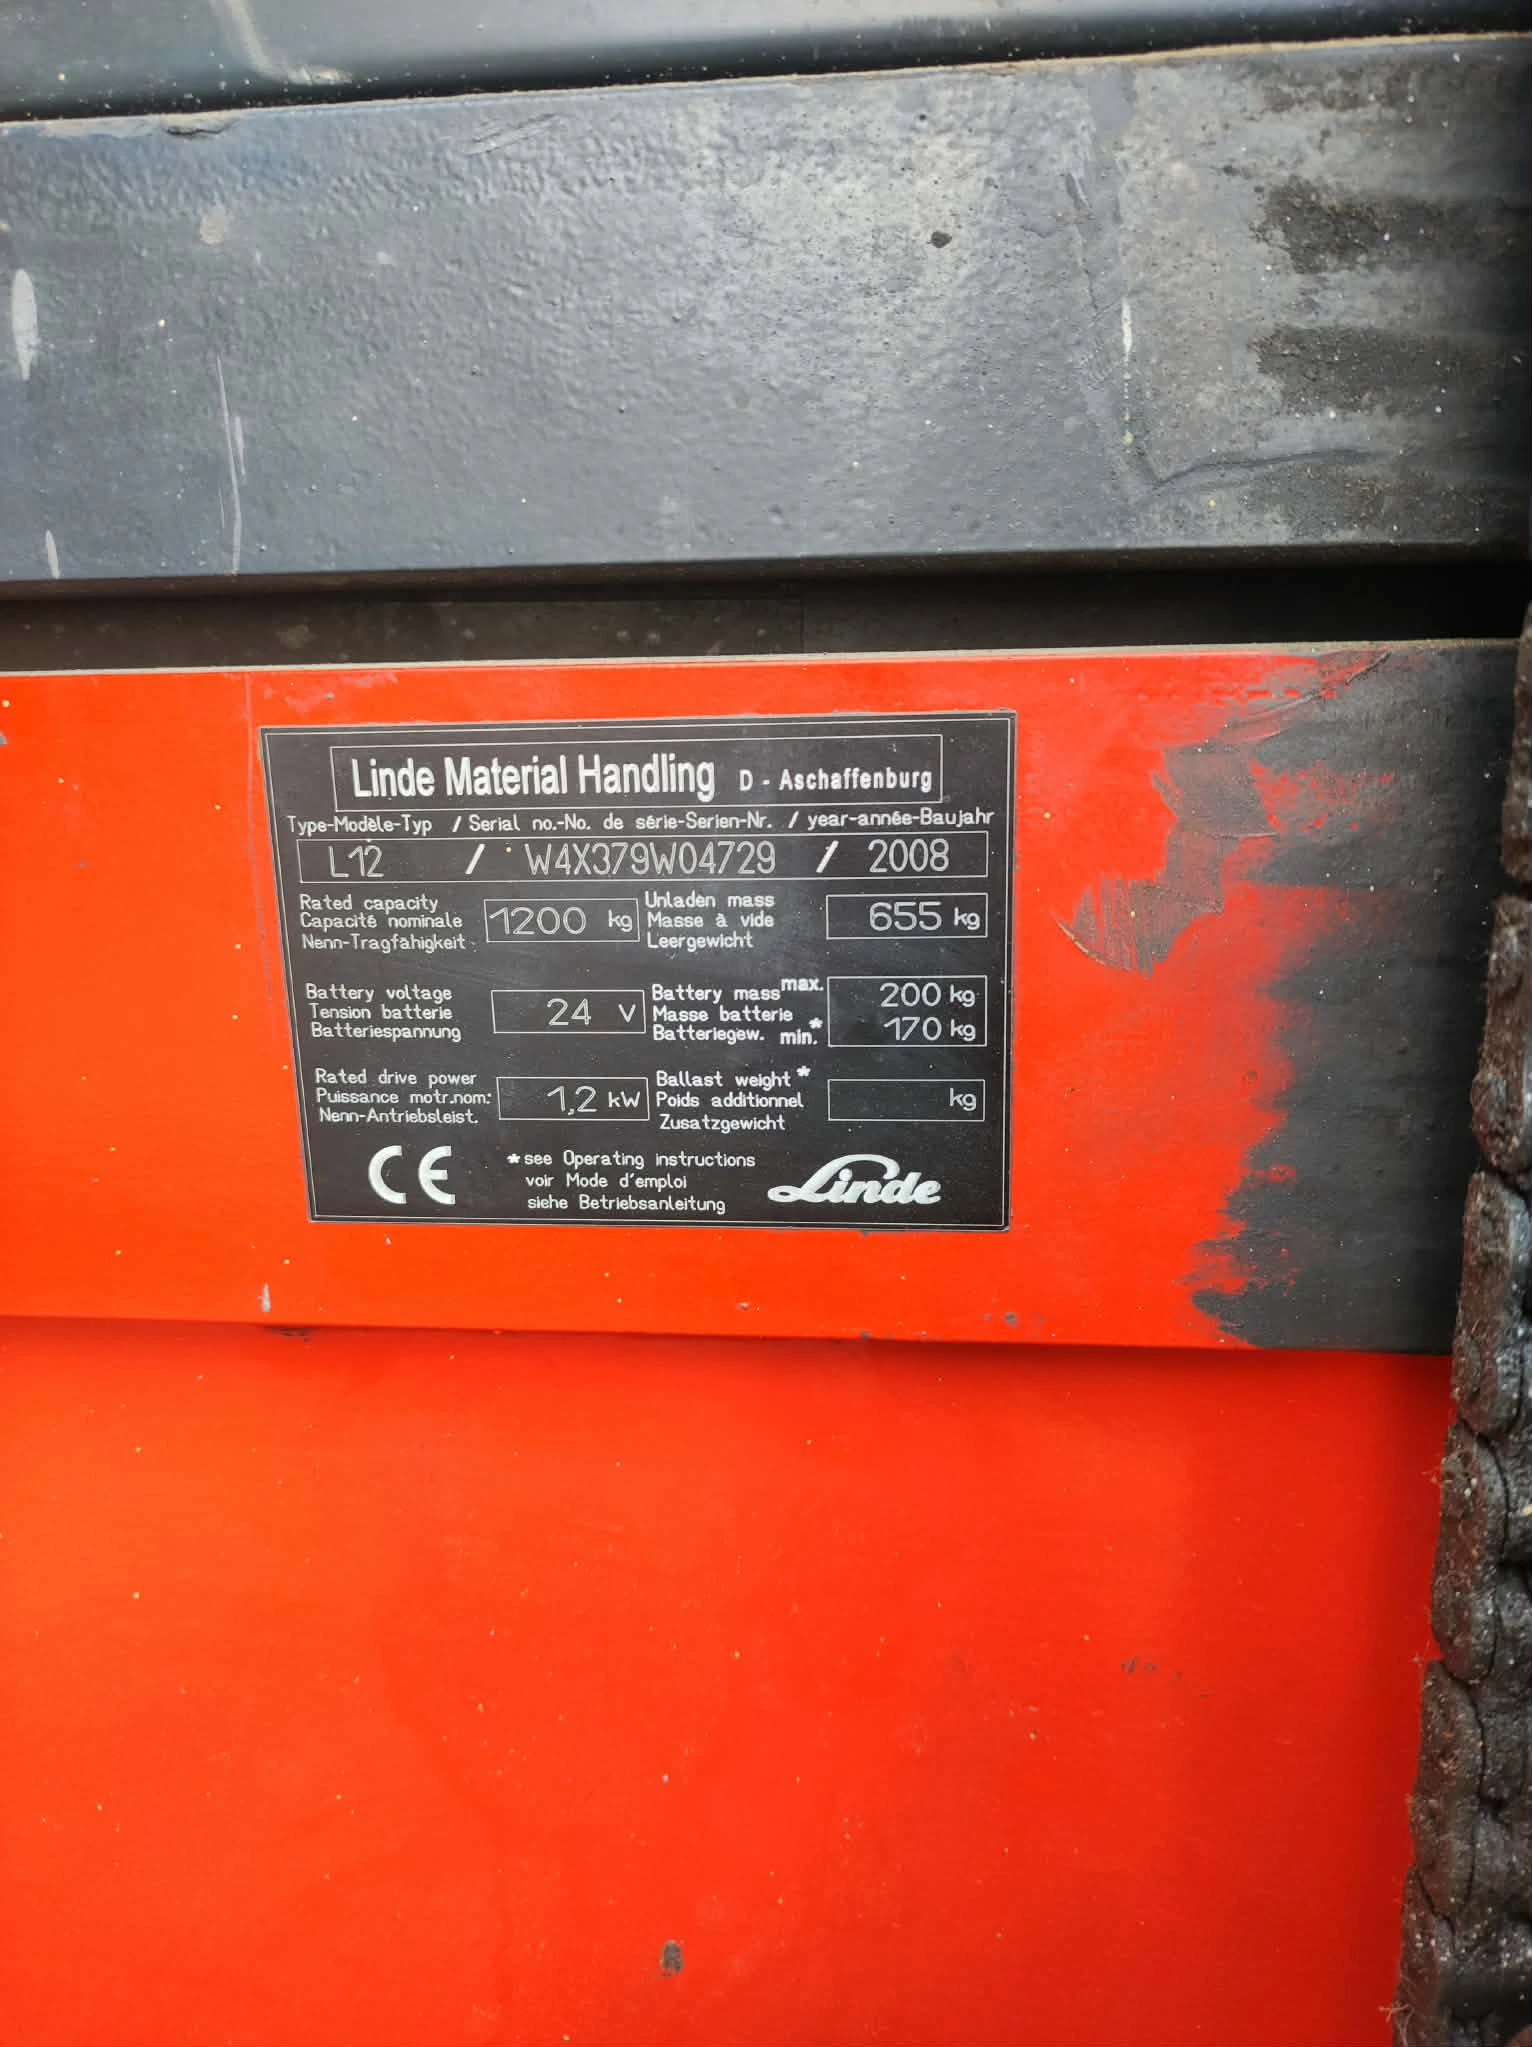 Linde Material Handling D - Aschaffenburg
Type-Modèle-Typ / Serial no.-No. de série-Serien-Nr. / year-année-Baujahr
L12 / W4X379W04729 / 2008
Rated capacity
Capacité nominale
Nenn-Tragfähigkeit
1200 kg
Unladen mass
Masse à vide
Leergewicht
655 kg
Battery voltage
Tension batterie
Batteriespannung
24 V
Battery mass max.
Masse batterie
Batteriegew. min.*
200 kg
170 kg
Rated drive power
Puissance motr.nom:
Nenn-Antriebsleist.
1,2 kW
Ballast weight*
Poids additionnel
Zusatzgewicht
kg
CE
*see Operating instructions
voir Mode d'emploi
siehe Betriebsanleitung
Linde